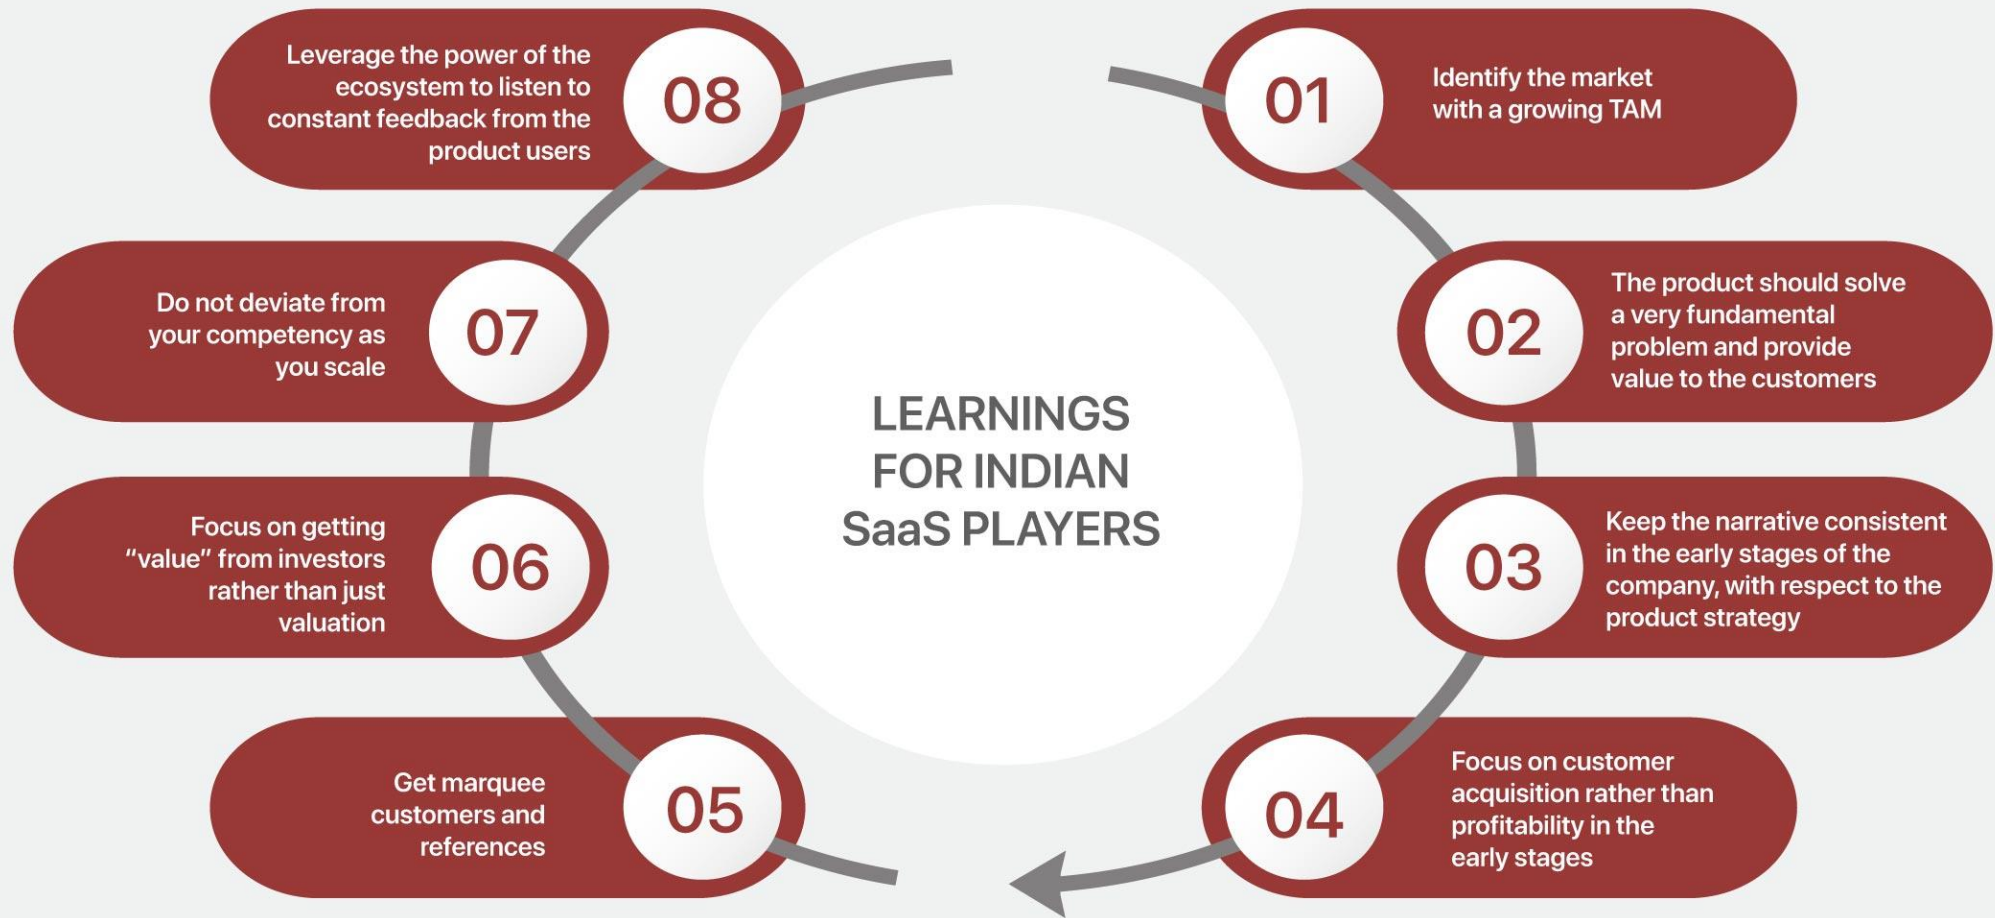 LEARNINGS
FOR INDIAN
SaaS PLAYERS
01
Identify the market
with a growing TAM
02
The product should solve
a very fundamental
problem and provide
value to the customers
03
Keep the narrative consistent
in the early stages of the
company, with respect to the
product strategy
04
Focus on customer
acquisition rather than
profitability in the
early stages
05
Get marquee
customers and
references
06
Focus on getting
“value” from investors
rather than just
valuation
07
Do not deviate from
your competency as
you scale
08
Leverage the power of the
ecosystem to listen to
constant feedback from the
product users